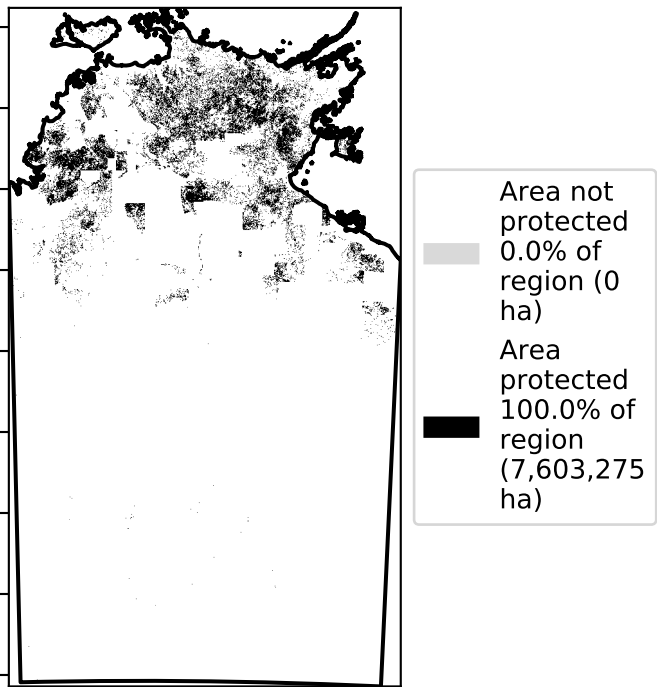 Area not
protected
0.0% of
region (0
ha)
Area
protected
100.0% of
region
(7,603,275
ha)